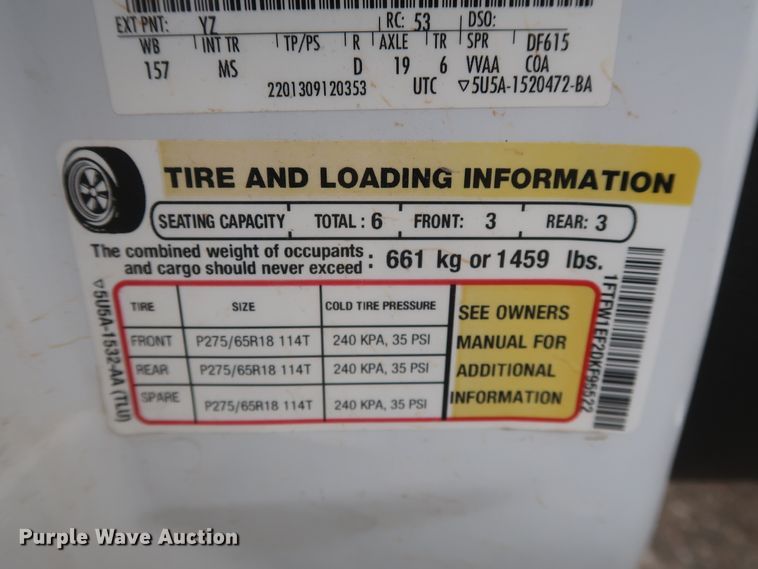 EXT PNT: YZ RC: 53 DSO:
WB INT TR TP/PS R AXLE TR SPR DF615
157 MS D 19 6 VVAA COA
2201309120353 UTC ▽5U5A-1520472-BA
TIRE AND LOADING INFORMATION
SEATING CAPACITY TOTAL: 6 FRONT: 3 REAR: 3
The combined weight of occupants
and cargo should never exceed : 661 kg or 1459 lbs.
TIRE SIZE COLD TIRE PRESSURE
FRONT P275/65R18 114T 240 KPA, 35 PSI
REAR P275/65R18 114T 240 KPA, 35 PSI
SPARE P275/65R18 114T 240 KPA, 35 PSI
SEE OWNERS
MANUAL FOR
ADDITIONAL
INFORMATION
▽5U5A-1532-AA (TLU)
1FTFW1EF20KF95522
Purple Wave Auction